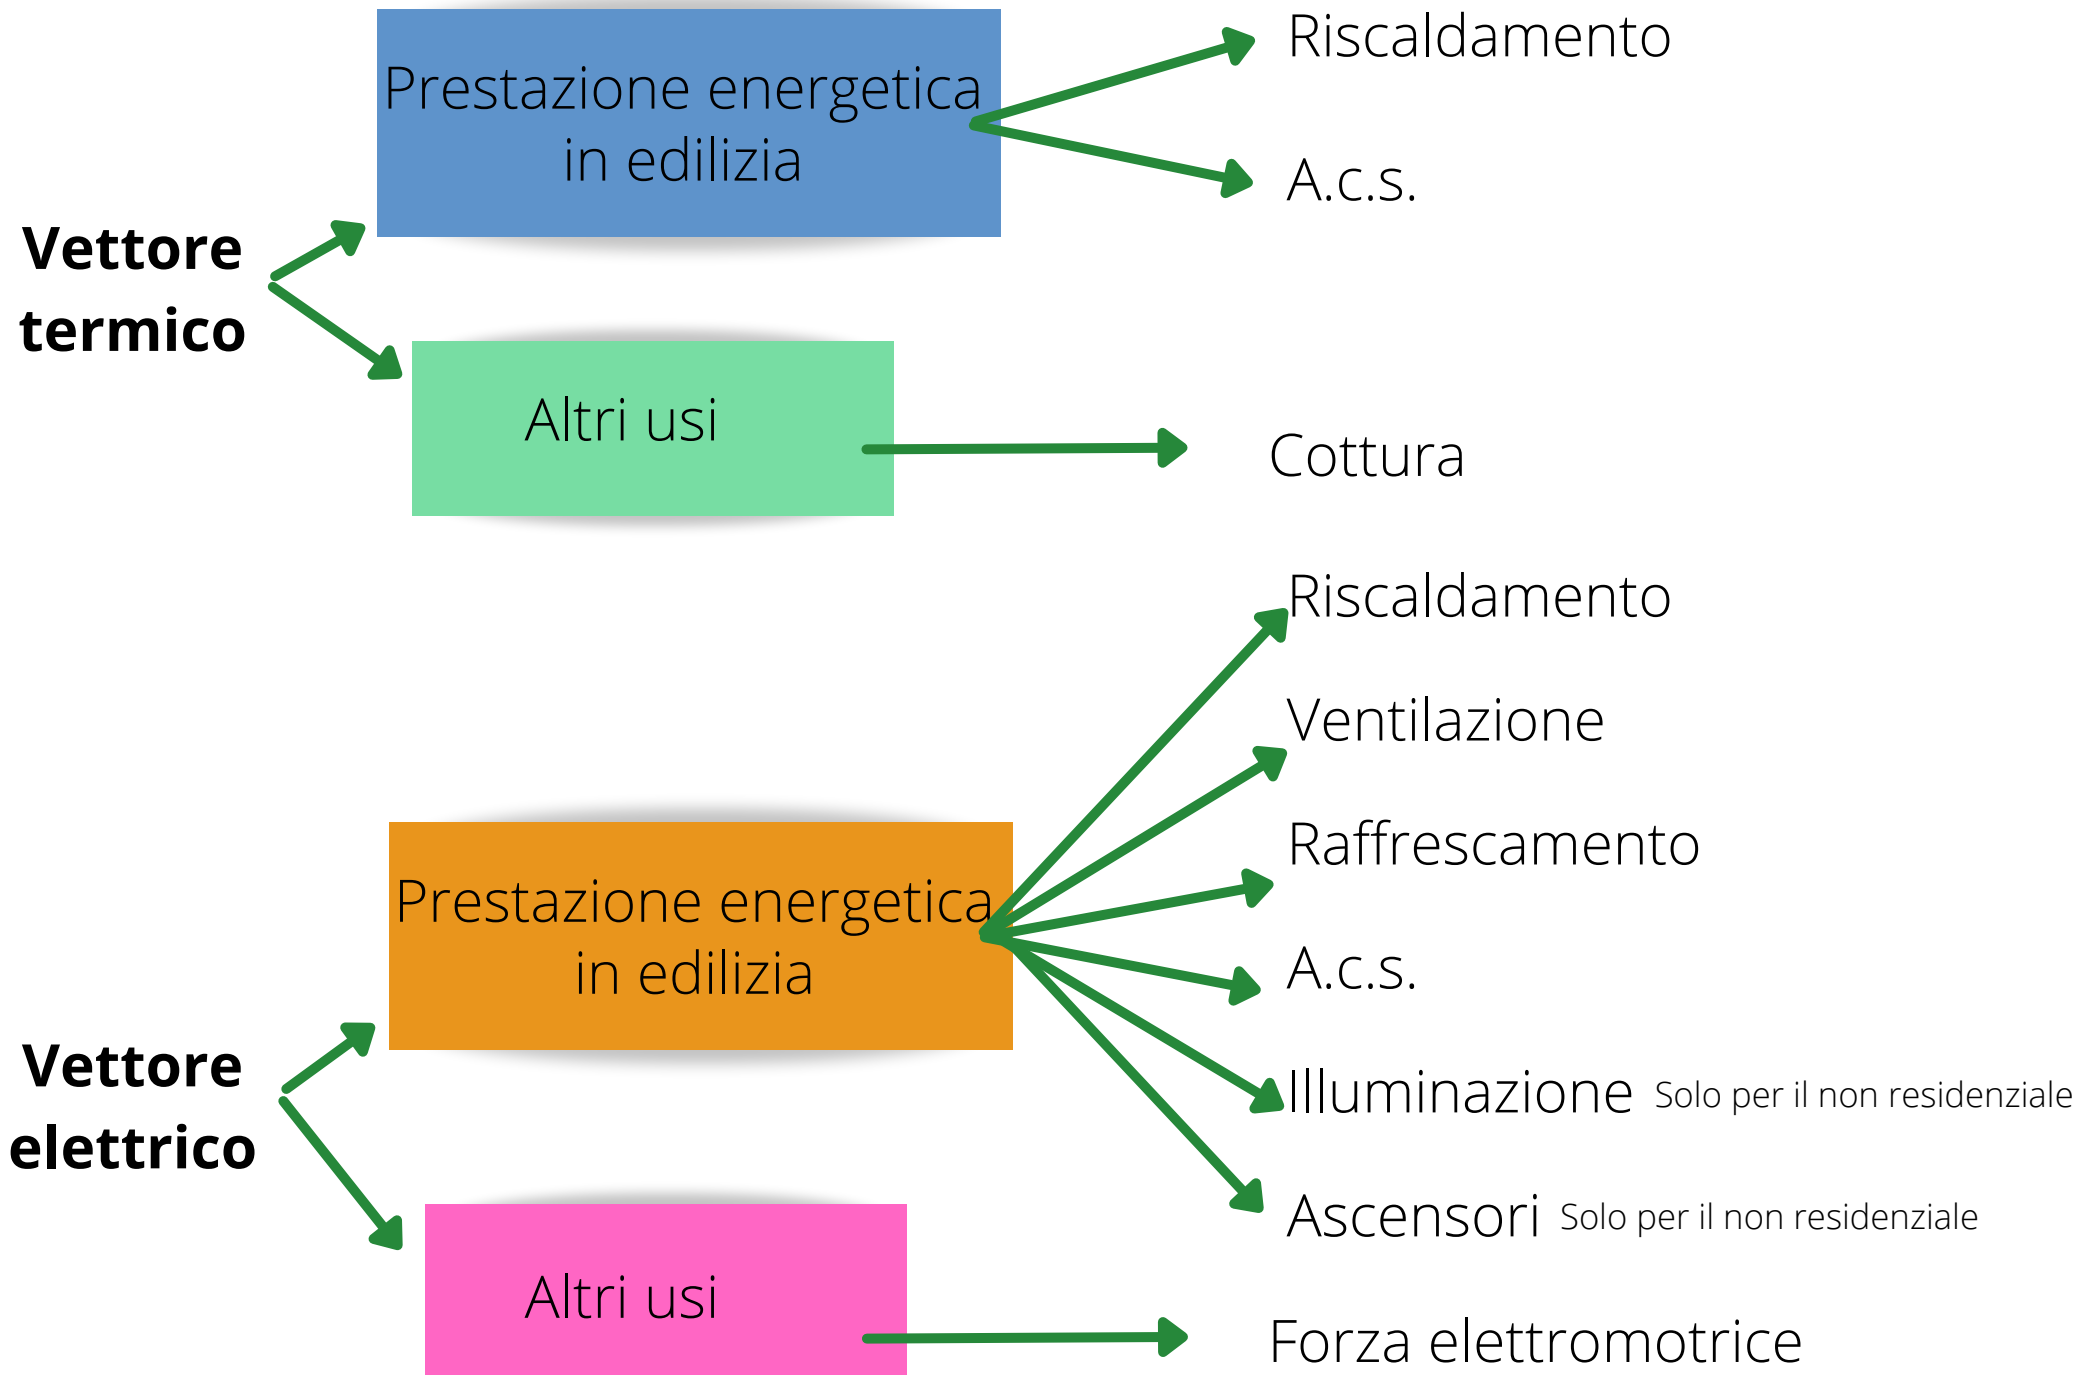 Vettore
termico
Prestazione energetica
in edilizia
Riscaldamento
A.c.s.
Altri usi
Cottura
Vettore
elettrico
Prestazione energetica
in edilizia
Riscaldamento
Ventilazione
Raffrescamento
A.c.s.
Illuminazione Solo per il non residenziale
Ascensori Solo per il non residenziale
Altri usi
Forza elettromotrice